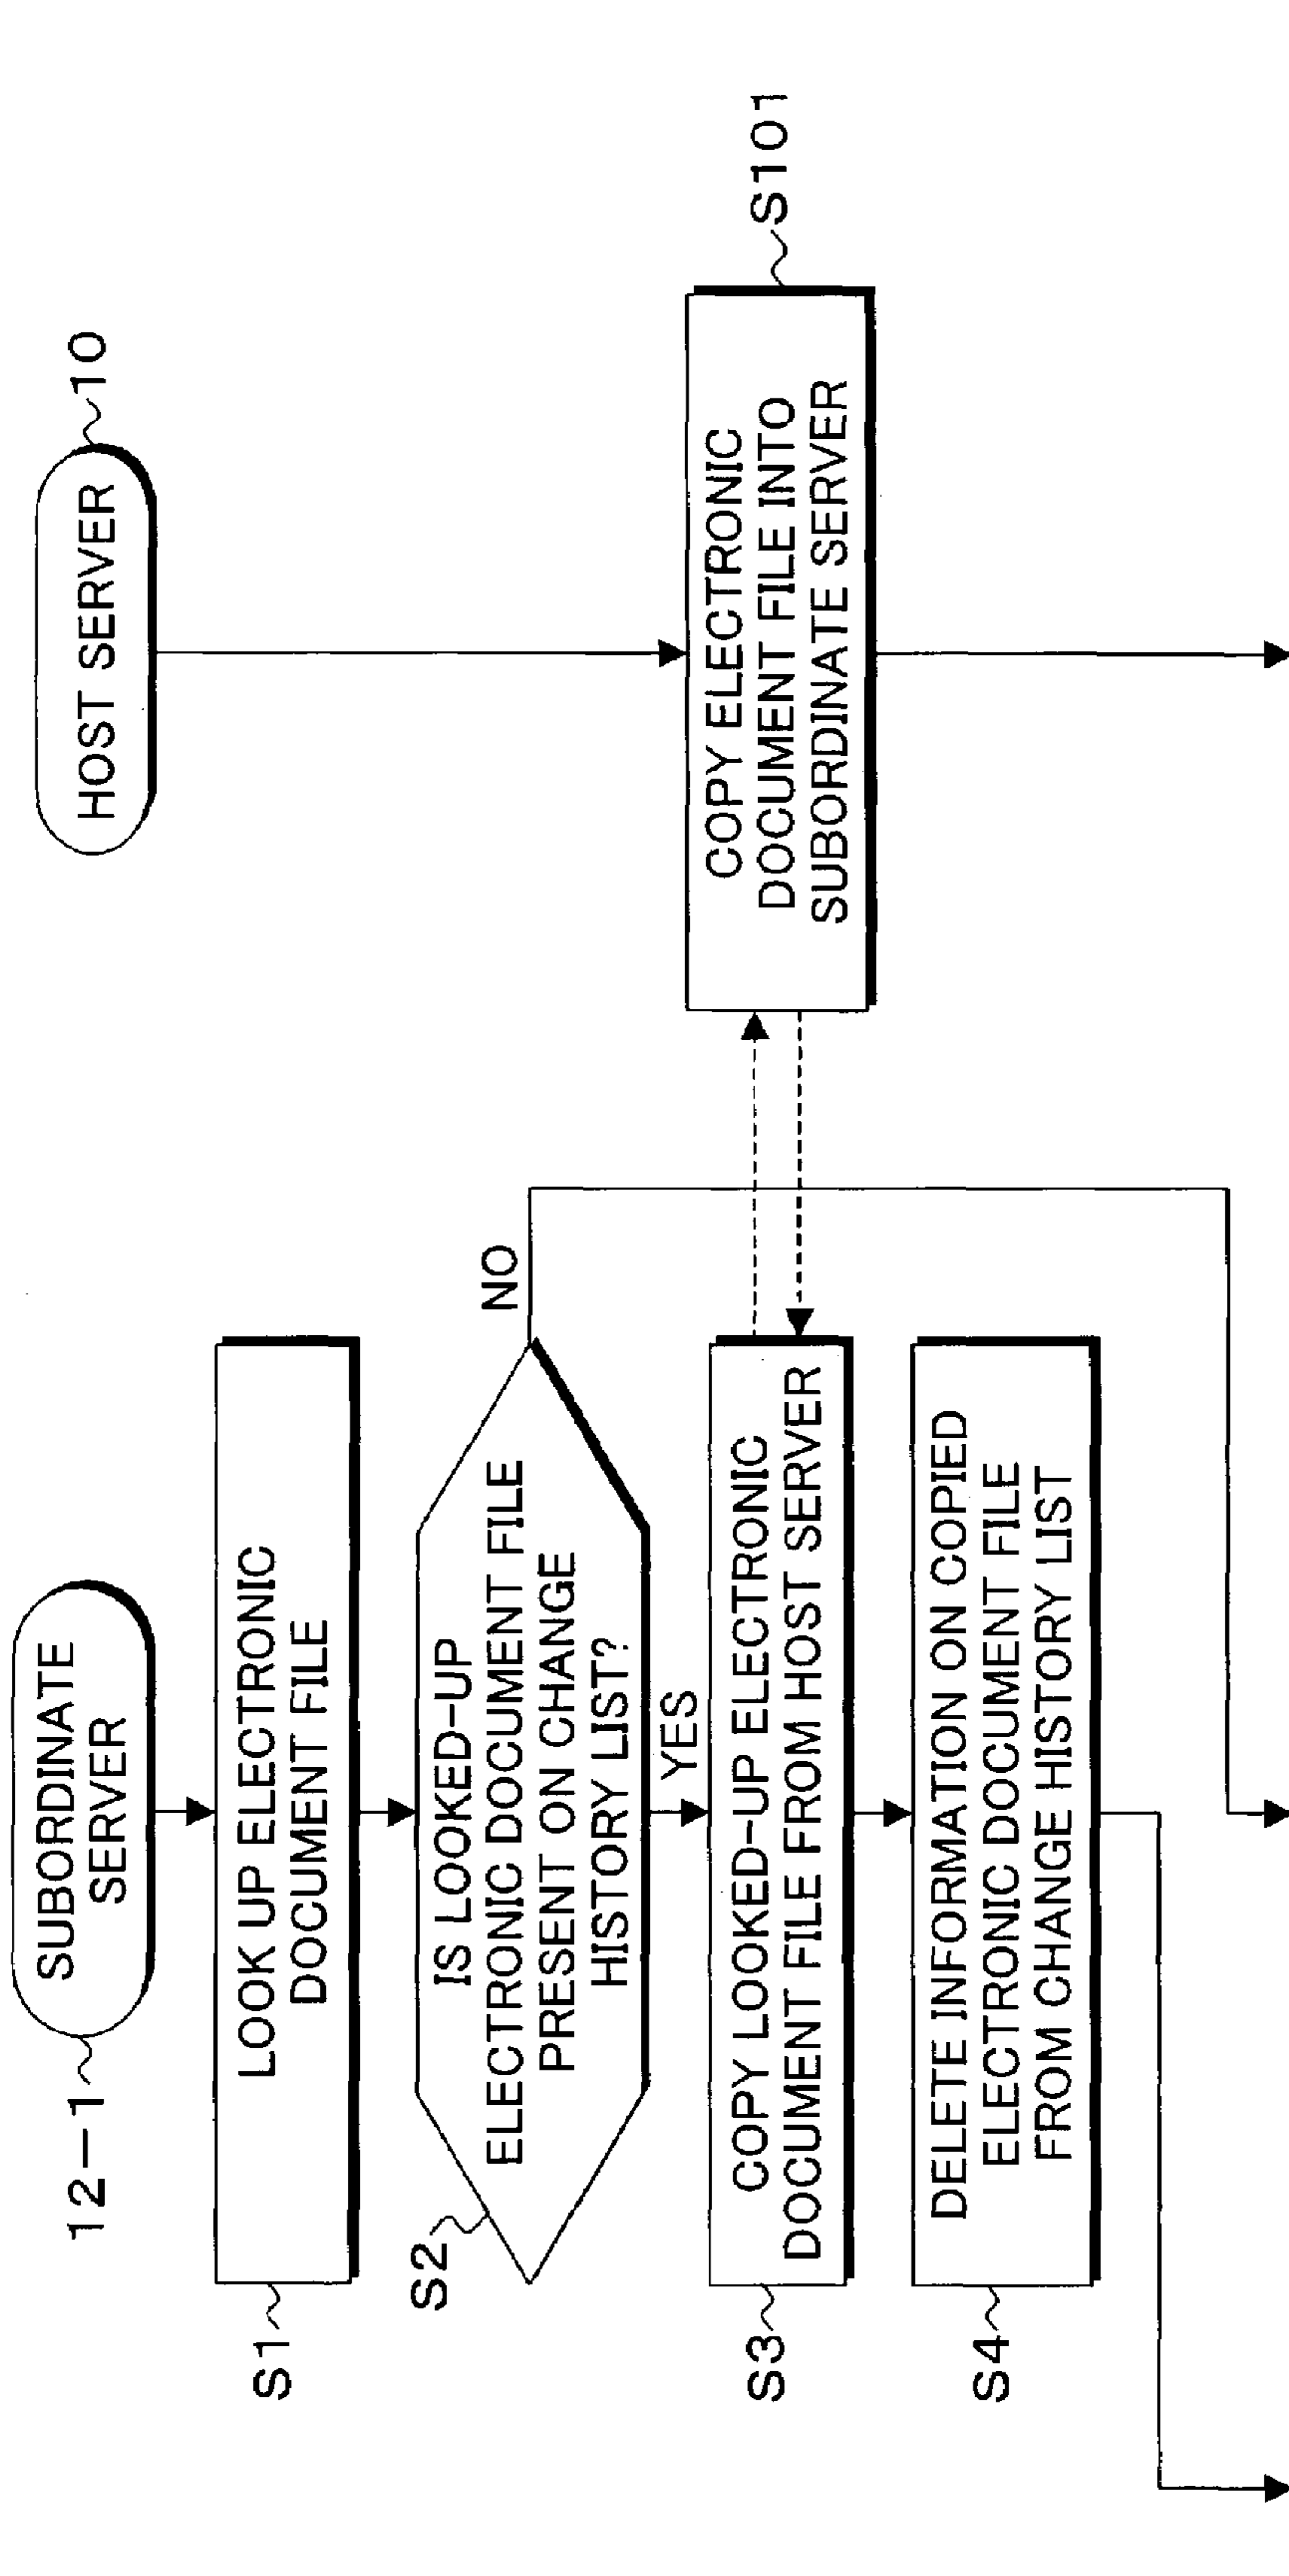 SUBORDINATE
SERVER
12-1
HOST SERVER
10
LOOK UP ELECTRONIC
DOCUMENT FILE
S1
IS LOOKED-UP
ELECTRONIC DOCUMENT FILE
PRESENT ON CHANGE
HISTORY LIST?
S2
NO
YES
COPY LOOKED-UP ELECTRONIC
DOCUMENT FILE FROM HOST SERVER
S3
COPY ELECTRONIC
DOCUMENT FILE INTO
SUBORDINATE SERVER
S101
DELETE INFORMATION ON COPIED
ELECTRONIC DOCUMENT FILE
FROM CHANGE HISTORY LIST
S4